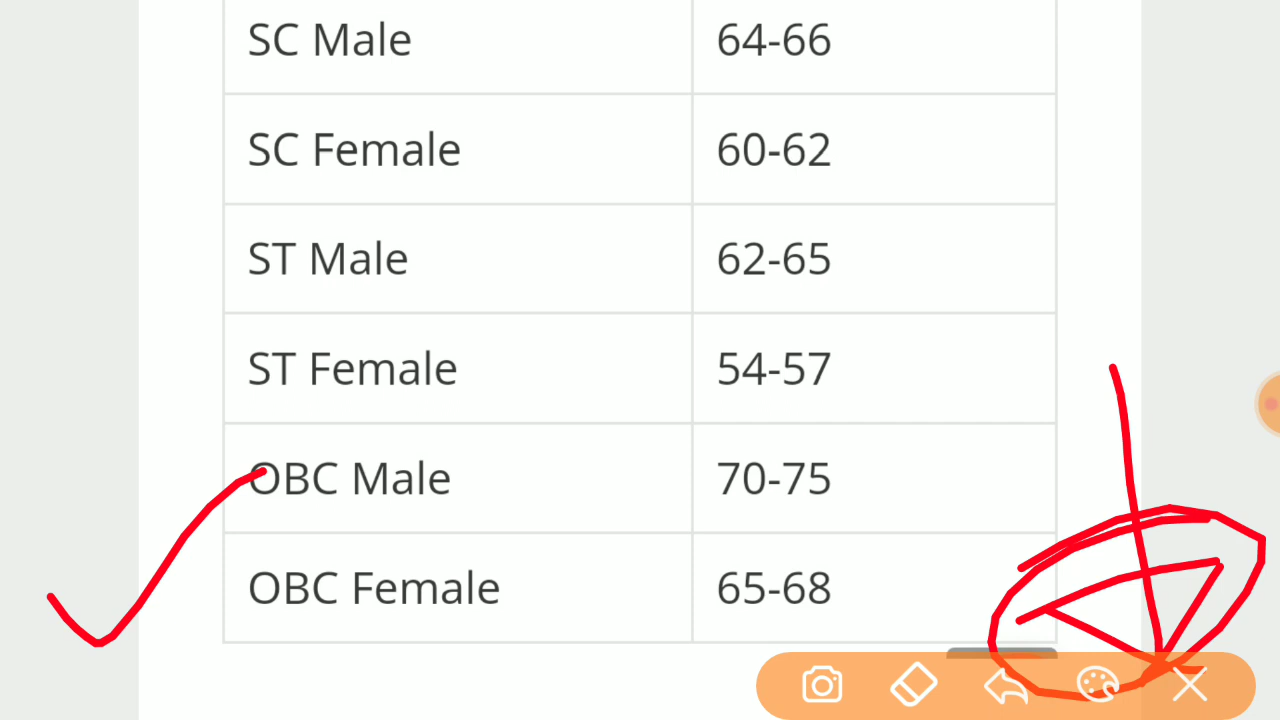 SC Male 64-66
SC Female 60-62
ST Male 62-65
ST Female 54-57
OBC Male 70-75
OBC Female 65-68